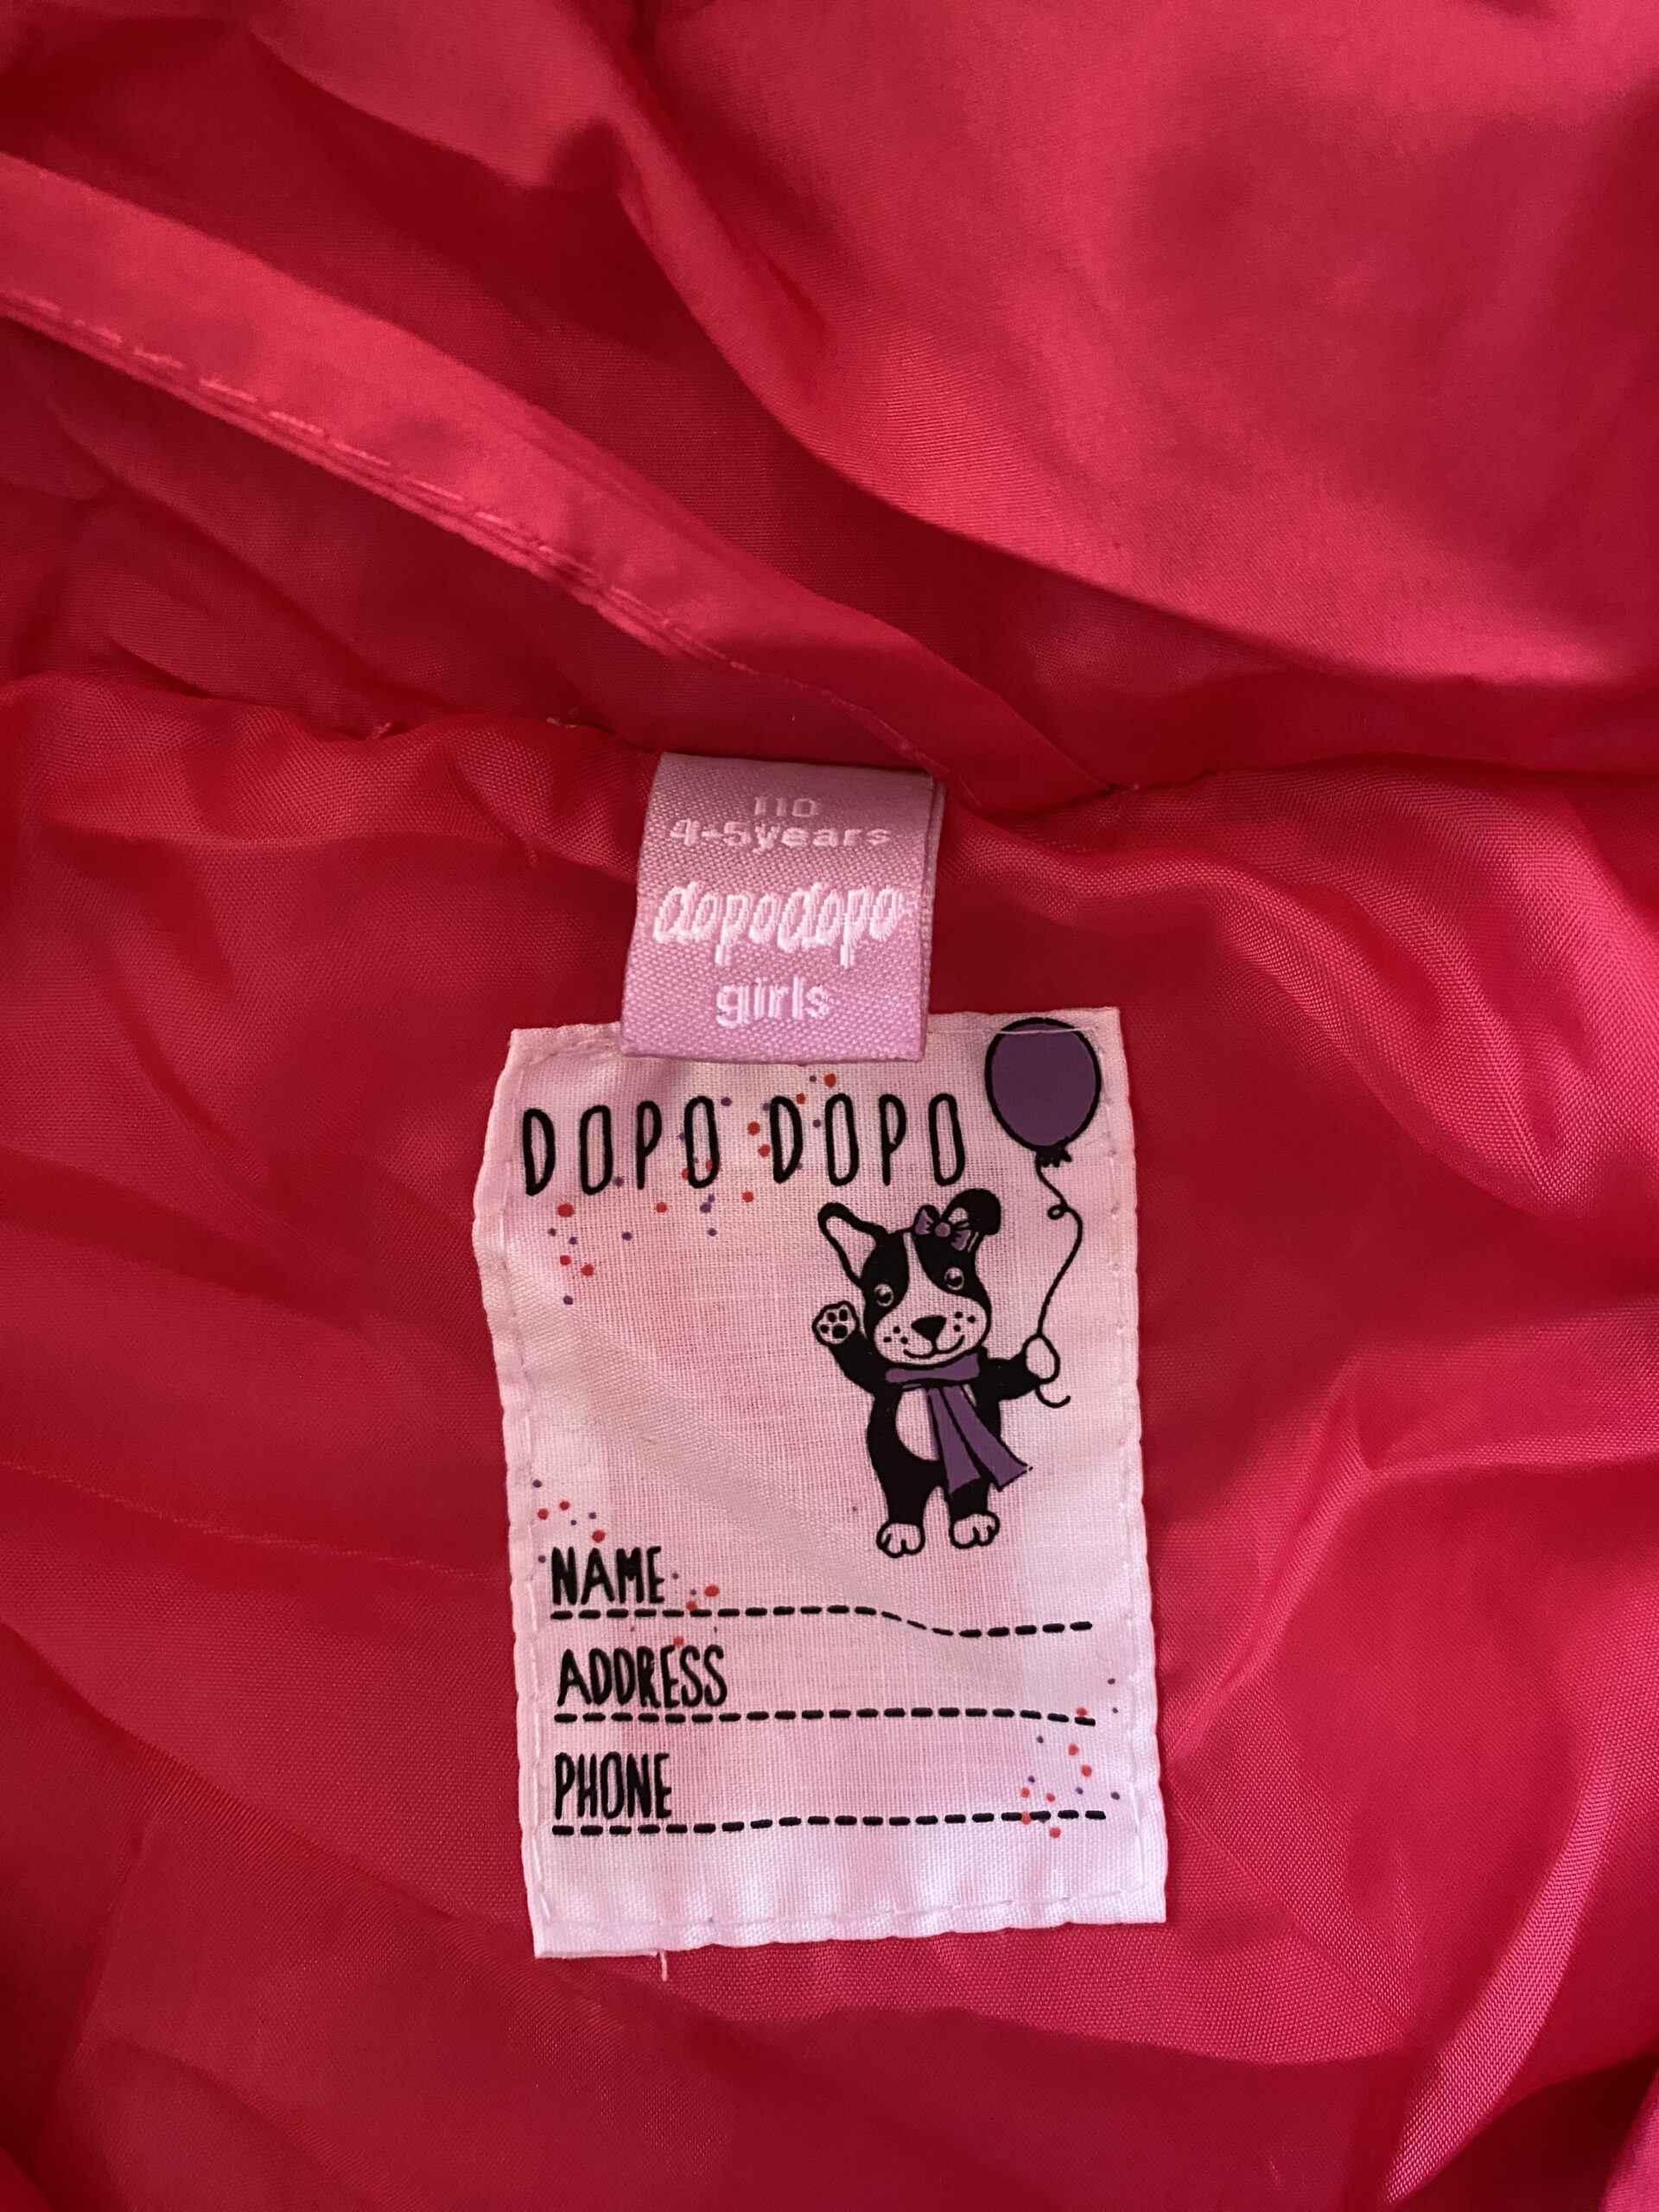 110
4-5years
dopodopo
girls
DOPO DOPO
NAME
ADDRESS
PHONE